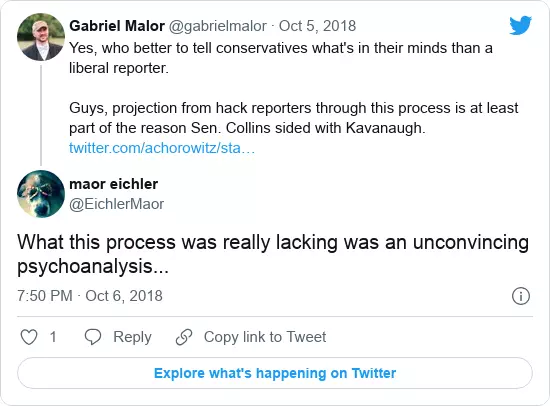 Gabriel Malor @gabrielmalor · Oct 5, 2018
Yes, who better to tell conservatives what's in their minds than a
liberal reporter.
Guys, projection from hack reporters through this process is at least
part of the reason Sen. Collins sided with Kavanaugh.
twitter.com/achorowitz/sta…
maor eichler
@EichlerMaor
What this process was really lacking was an unconvincing
psychoanalysis...
7:50 PM · Oct 6, 2018
1 Reply Copy link to Tweet
Explore what's happening on Twitter